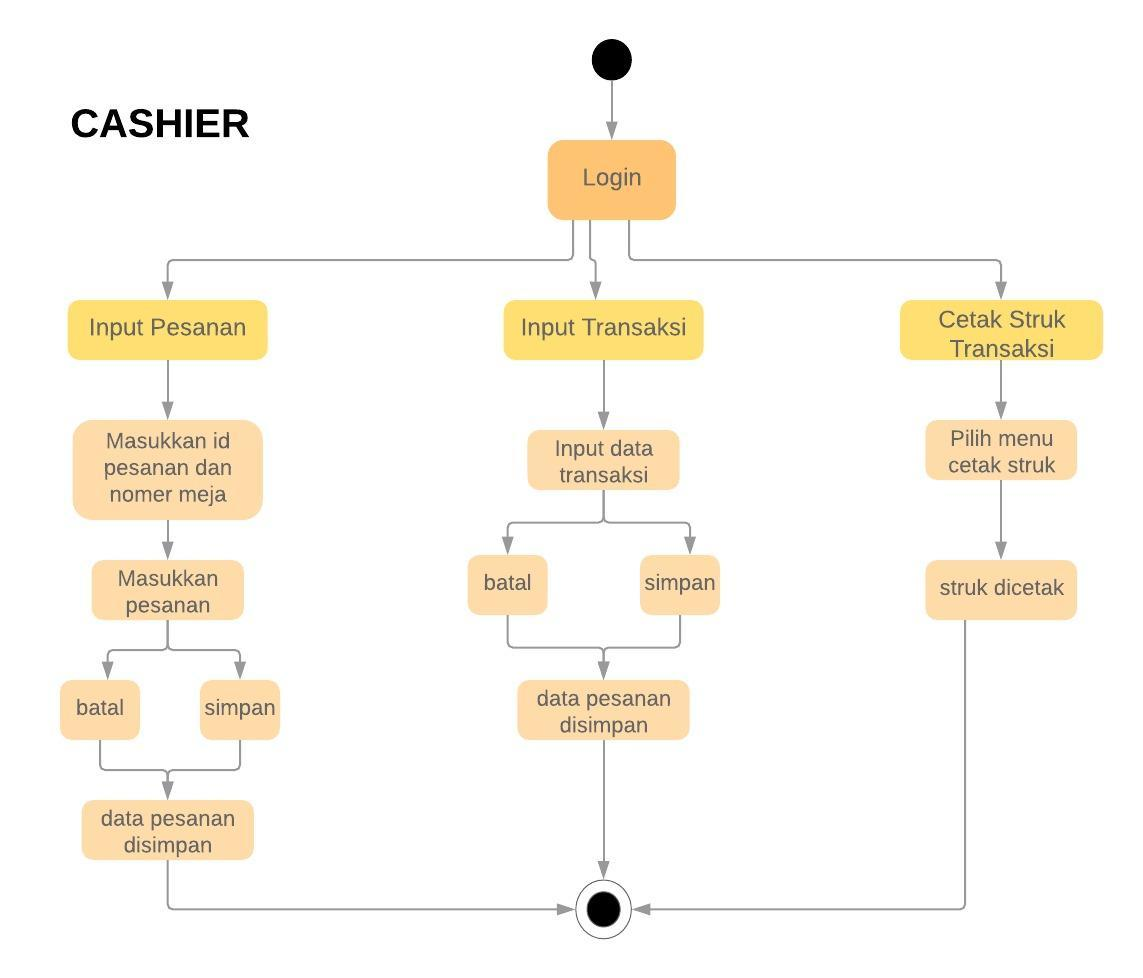 CASHIER
Login
Input Pesanan
Input Transaksi
Cetak Struk
Transaksi
Masukkan id
pesanan dan
nomer meja
Input data
transaksi
Pilih menu
cetak struk
Masukkan
pesanan
batal
simpan
struk dicetak
batal
simpan
data pesanan
disimpan
data pesanan
disimpan